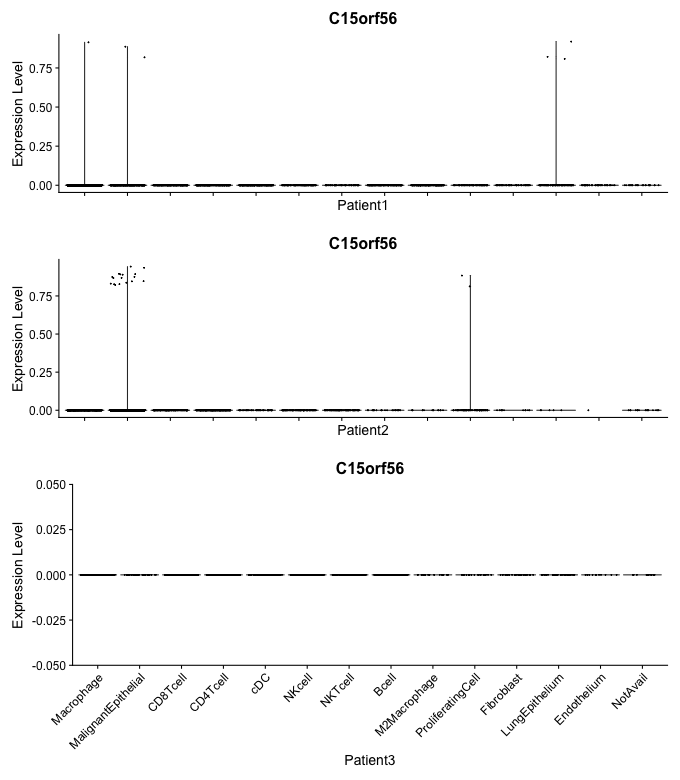 C15orf56
Expression Level
0.75
0.50
0.25
0.00
Patient1
C15orf56
Expression Level
0.75
0.50
0.25
0.00
Patient2
C15orf56
Expression Level
0.050
0.025
0.000
-0.025
-0.050
Macrophage
MalignantEpithelial
CD8Tcell
CD4Tcell
cDC
NKcell
NKTcell
Bcell
M2Macrophage
ProliferatingCell
Fibroblast
LungEpithelium
Endothelium
NotAvail
Patient3